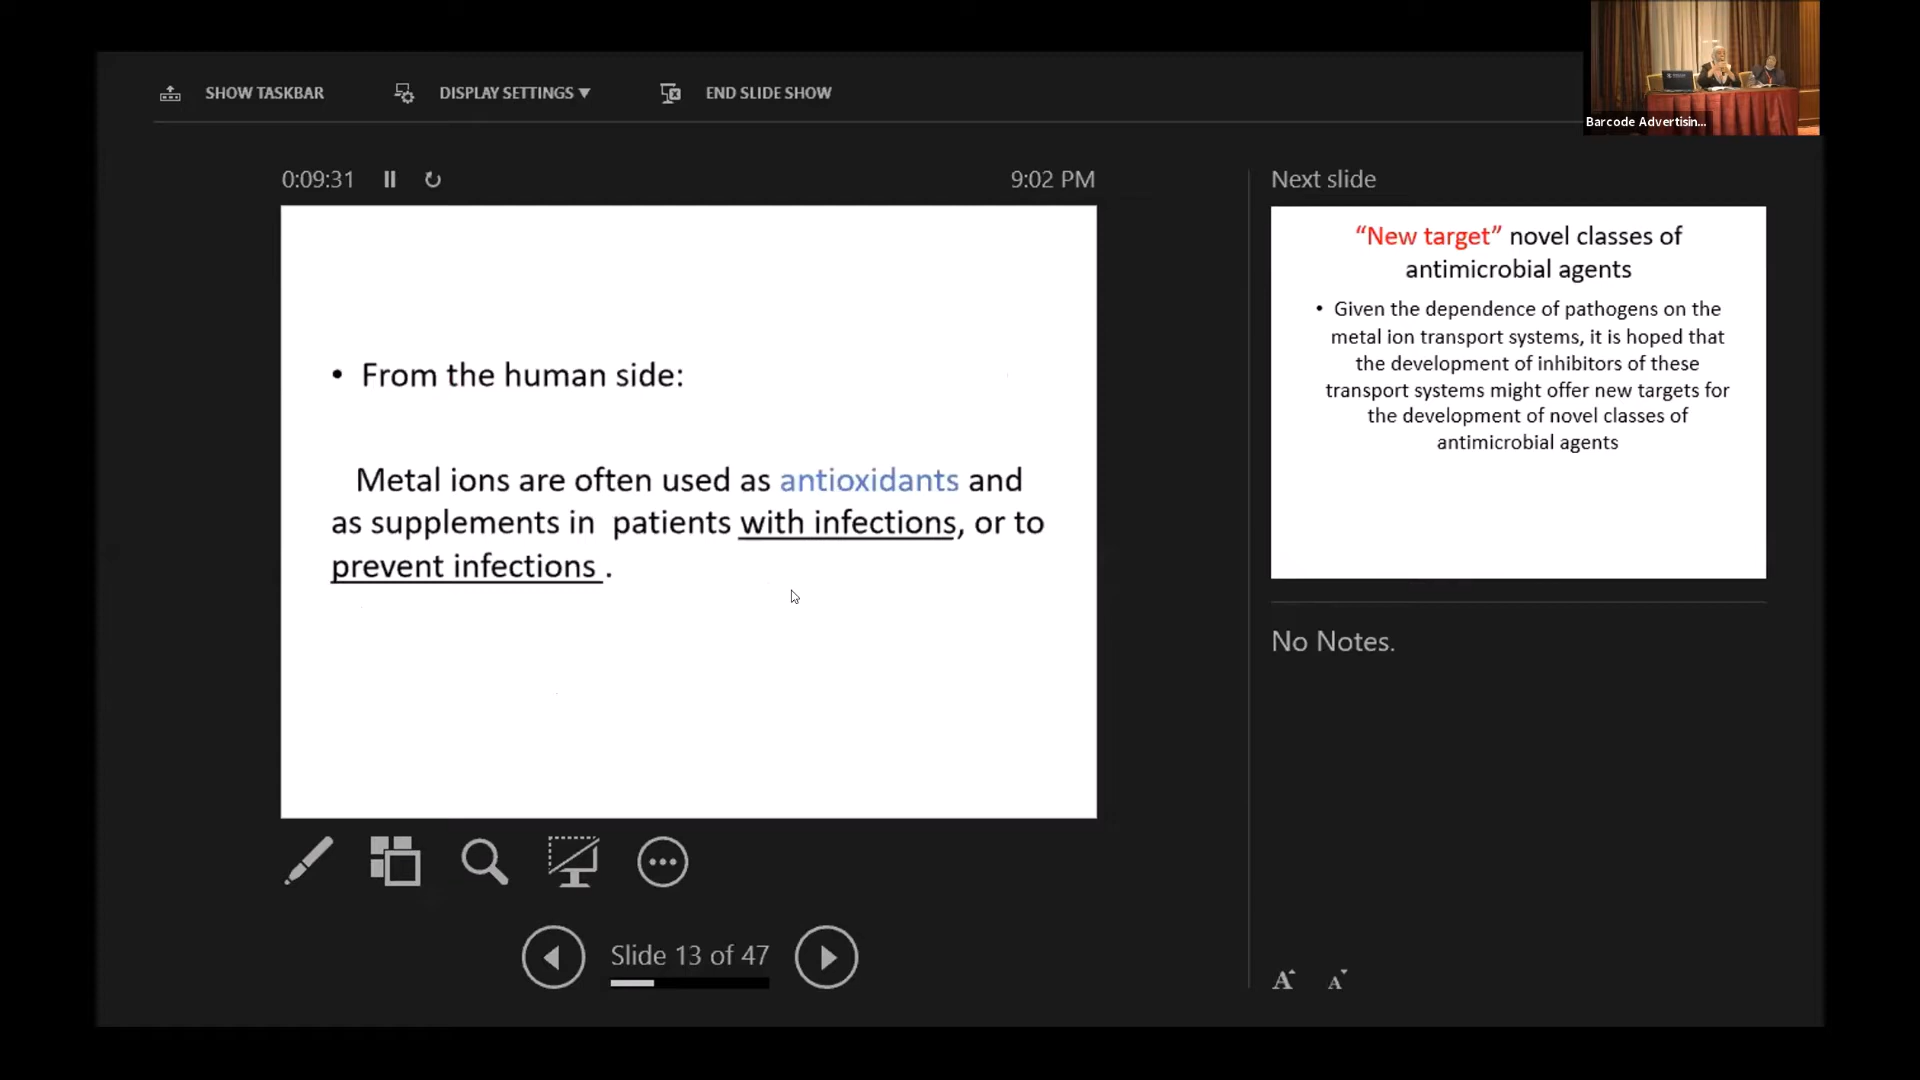 SHOW TASKBAR
DISPLAY SETTINGS ▼
END SLIDE SHOW
Barcode Advertisin...
0:09:31
9:02 PM
• From the human side:
Metal ions are often used as antioxidants and
as supplements in patients with infections, or to
prevent infections .
Slide 13 of 47
Next slide
“New target” novel classes of
antimicrobial agents
• Given the dependence of pathogens on the
metal ion transport systems, it is hoped that
the development of inhibitors of these
transport systems might offer new targets for
the development of novel classes of
antimicrobial agents
No Notes.
A A